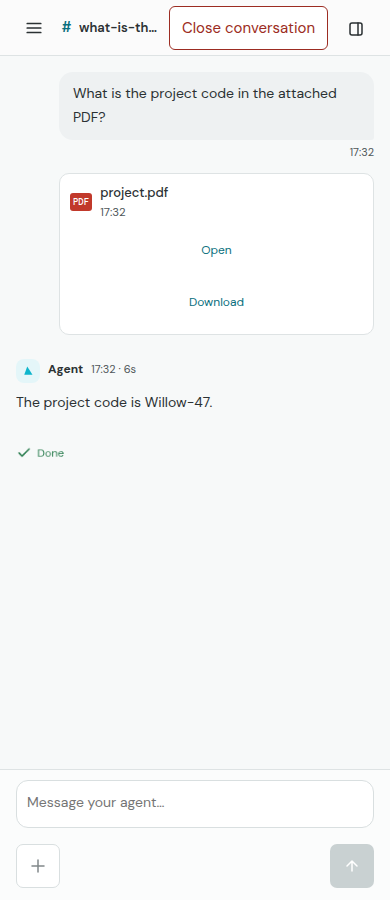 # what-is-th...
Close conversation
What is the project code in the attached
PDF?
17:32
PDF
project.pdf
17:32
Open
Download
Agent 17:32 · 6s
The project code is Willow-47.
Done
Message your agent...